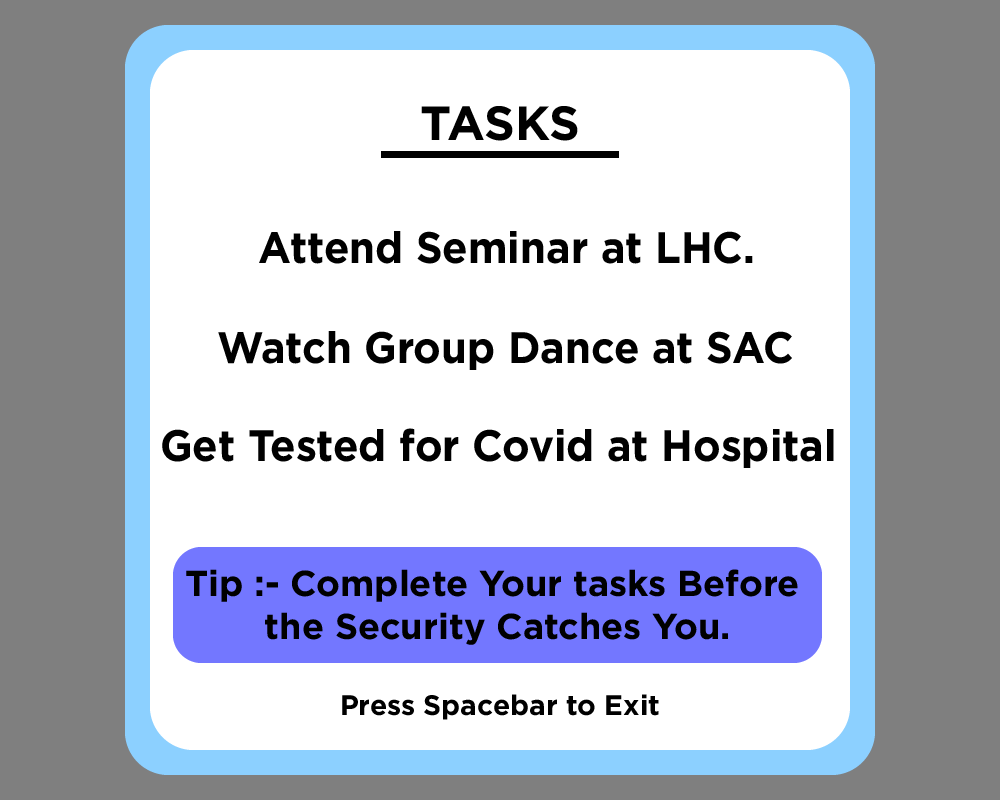 TASKS
Attend Seminar at LHC.
Watch Group Dance at SAC
Get Tested for Covid at Hospital
Tip :- Complete Your tasks Before
the Security Catches You.
Press Spacebar to Exit